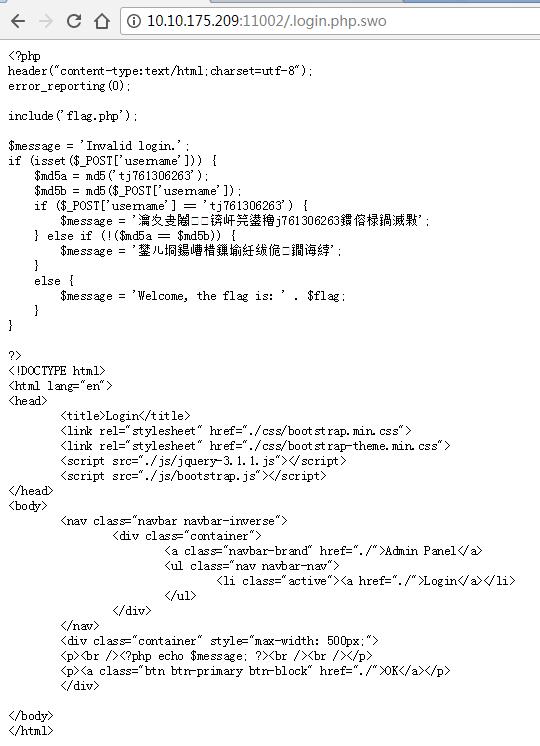 10.10.175.209:11002/.login.php.swo
<?php
header("content-type:text/html;charset=utf-8");
error_reporting(0);
include('flag.php');
$message = 'Invalid login.';
if (isset($_POST['username'])) {
$md5a = md5('tj761306263');
$md5b = md5($_POST['username']);
if ($_POST['username'] == 'tj761306263') {
$message = 'j761306263';
} else if (!($md5a == $md5b)) {
$message = '';
}
else {
$message = 'Welcome, the flag is: ' . $flag;
}
}
?>
<!DOCTYPE html>
<html lang="en">
<head>
<title>Login</title>
<link rel="stylesheet" href="./css/bootstrap.min.css">
<link rel="stylesheet" href="./css/bootstrap-theme.min.css">
<script src="./js/jquery-3.1.1.js"></script>
<script src="./js/bootstrap.js"></script>
</head>
<body>
<nav class="navbar navbar-inverse">
<div class="container">
<a class="navbar-brand" href="./">Admin Panel</a>
<ul class="nav navbar-nav">
<li class="active"><a href="./">Login</a></li>
</ul>
</div>
</nav>
<div class="container" style="max-width: 500px;">
<p><br /><?php echo $message; ?><br /><br /></p>
<p><a class="btn btn-primary btn-block" href="./">OK</a></p>
</div>
</body>
</html>